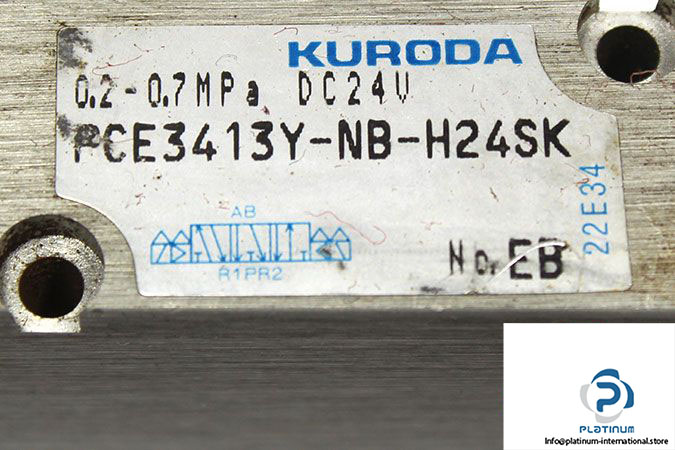 KURODA
0.2-0.7MPa DC24V
PCE3413Y-NB-H24SK
22E34
AB
R1PR2
No. EB
P
PLATINUM
Info@platinum-international.store